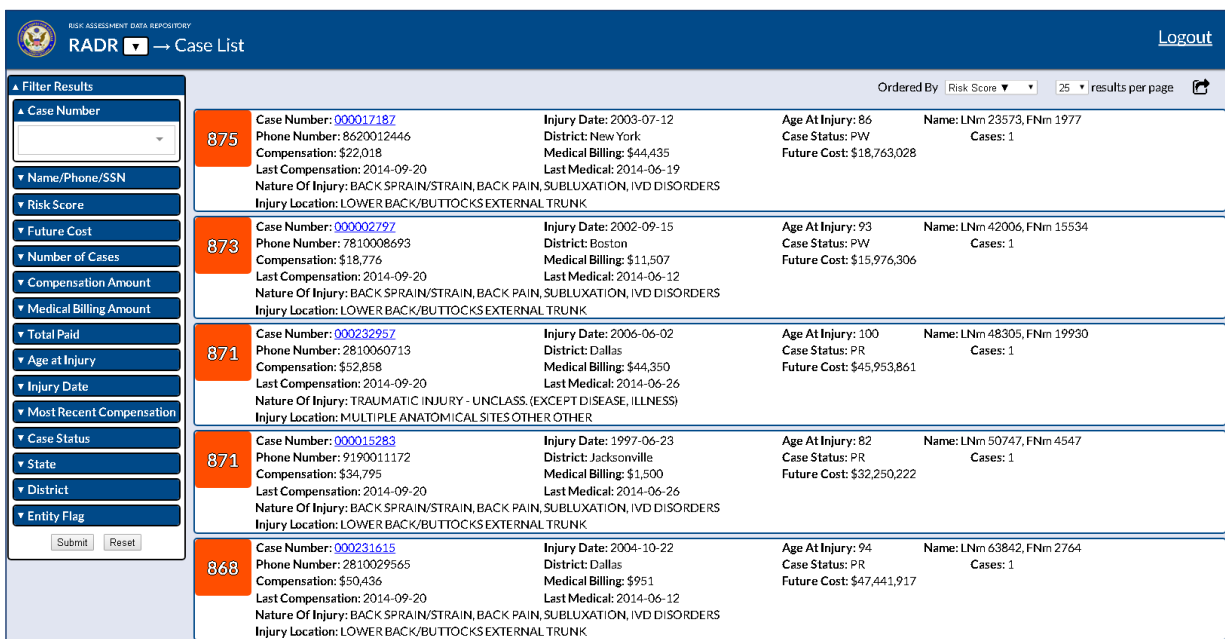 RISK ASSESSMENT DATA REPOSITORY
RADR ▼ → Case List
Logout
▴ Filter Results
▴ Case Number
▾ Name/Phone/SSN
▾ Risk Score
▾ Future Cost
▾ Number of Cases
▾ Compensation Amount
▾ Medical Billing Amount
▾ Total Paid
▾ Age at Injury
▾ Injury Date
▾ Most Recent Compensation
▾ Case Status
▾ State
▾ District
▾ Entity Flag
Submit Reset
Ordered By Risk Score ▼ 25 results per page
875
Case Number: 000017187 Injury Date: 2003-07-12 Age At Injury: 86 Name: LNm 23573, FNm 1977
Phone Number: 8620012446 District: New York Case Status: PW Cases: 1
Compensation: $22,018 Medical Billing: $44,435 Future Cost: $18,763,028
Last Compensation: 2014-09-20 Last Medical: 2014-06-19
Nature Of Injury: BACK SPRAIN/STRAIN, BACK PAIN, SUBLUXATION, IVD DISORDERS
Injury Location: LOWER BACK/BUTTOCKS EXTERNAL TRUNK
873
Case Number: 000002797 Injury Date: 2002-09-15 Age At Injury: 93 Name: LNm 42006, FNm 15534
Phone Number: 7810008693 District: Boston Case Status: PW Cases: 1
Compensation: $18,776 Medical Billing: $11,507 Future Cost: $15,976,306
Last Compensation: 2014-09-20 Last Medical: 2014-06-12
Nature Of Injury: BACK SPRAIN/STRAIN, BACK PAIN, SUBLUXATION, IVD DISORDERS
Injury Location: LOWER BACK/BUTTOCKS EXTERNAL TRUNK
871
Case Number: 000232957 Injury Date: 2006-06-02 Age At Injury: 100 Name: LNm 48305, FNm 19930
Phone Number: 2810060713 District: Dallas Case Status: PR Cases: 1
Compensation: $52,858 Medical Billing: $44,350 Future Cost: $45,953,861
Last Compensation: 2014-09-20 Last Medical: 2014-06-26
Nature Of Injury: TRAUMATIC INJURY - UNCLASS. (EXCEPT DISEASE, ILLNESS)
Injury Location: MULTIPLE ANATOMICAL SITES OTHER OTHER
871
Case Number: 000015283 Injury Date: 1997-06-23 Age At Injury: 82 Name: LNm 50747, FNm 4547
Phone Number: 9190011172 District: Jacksonville Case Status: PR Cases: 1
Compensation: $34,795 Medical Billing: $1,500 Future Cost: $32,250,222
Last Compensation: 2014-09-20 Last Medical: 2014-06-26
Nature Of Injury: BACK SPRAIN/STRAIN, BACK PAIN, SUBLUXATION, IVD DISORDERS
Injury Location: LOWER BACK/BUTTOCKS EXTERNAL TRUNK
868
Case Number: 000231615 Injury Date: 2004-10-22 Age At Injury: 94 Name: LNm 63842, FNm 2764
Phone Number: 2810029565 District: Dallas Case Status: PR Cases: 1
Compensation: $50,436 Medical Billing: $951 Future Cost: $47,441,917
Last Compensation: 2014-09-20 Last Medical: 2014-06-12
Nature Of Injury: BACK SPRAIN/STRAIN, BACK PAIN, SUBLUXATION, IVD DISORDERS
Injury Location: LOWER BACK/BUTTOCKS EXTERNAL TRUNK